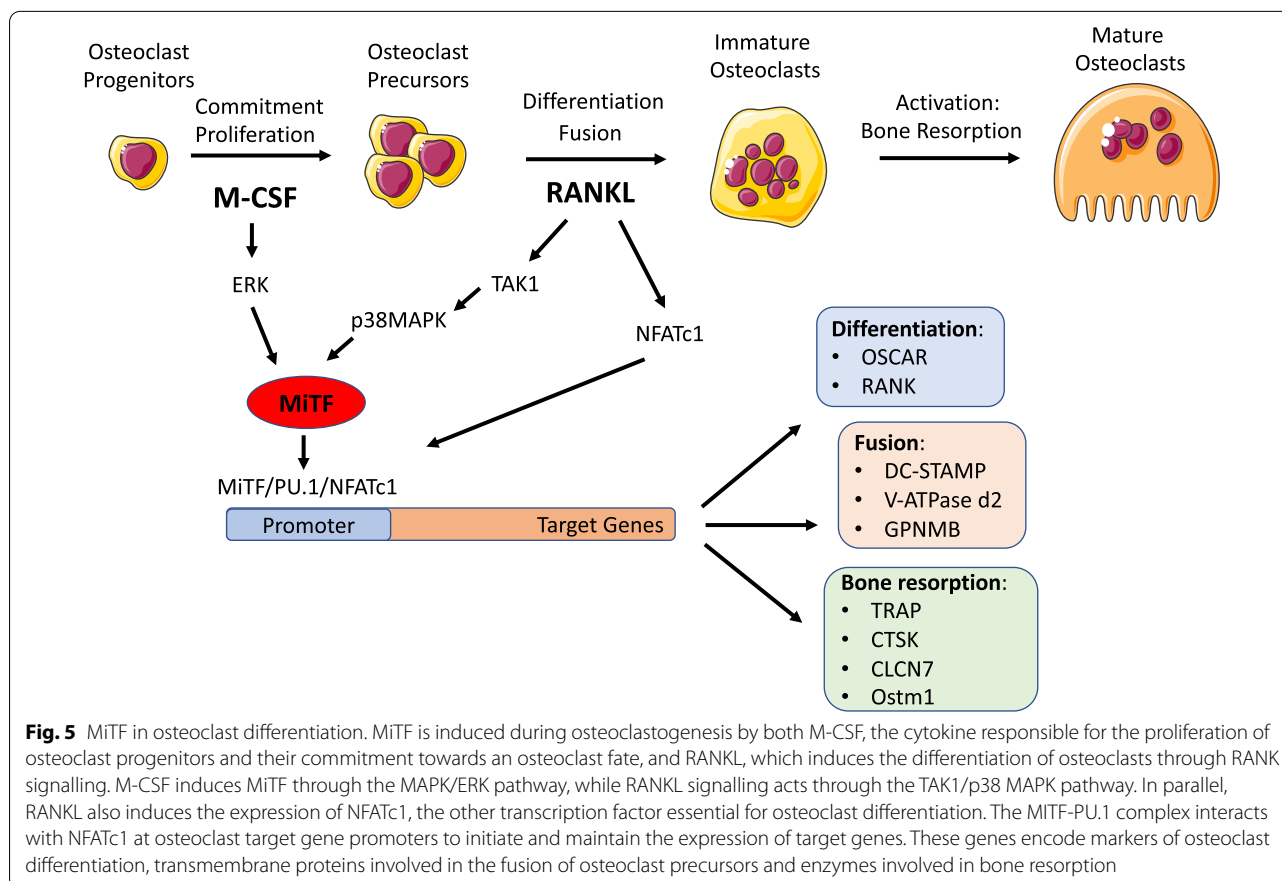 Osteoclast
Progenitors
Commitment
Proliferation
M-CSF
Osteoclast
Precursors
Differentiation
Fusion
RANKL
Immature
Osteoclasts
Activation:
Bone Resorption
Mature
Osteoclasts
ERK
TAK1
p38MAPK
NFATc1
MiTF
MiTF/PU.1/NFATc1
Promoter
Target Genes
Differentiation:
• OSCAR
• RANK
Fusion:
• DC-STAMP
• V-ATPase d2
• GPNMB
Bone resorption:
• TRAP
• CTSK
• CLCN7
• Ostm1
Fig. 5 MiTF in osteoclast differentiation. MiTF is induced during osteoclastogenesis by both M-CSF, the cytokine responsible for the proliferation of
osteoclast progenitors and their commitment towards an osteoclast fate, and RANKL, which induces the differentiation of osteoclasts through RANK
signalling. M-CSF induces MiTF through the MAPK/ERK pathway, while RANKL signalling acts through the TAK1/p38 MAPK pathway. In parallel,
RANKL also induces the expression of NFATc1, the other transcription factor essential for osteoclast differentiation. The MITF-PU.1 complex interacts
with NFATc1 at osteoclast target gene promoters to initiate and maintain the expression of target genes. These genes encode markers of osteoclast
differentiation, transmembrane proteins involved in the fusion of osteoclast precursors and enzymes involved in bone resorption